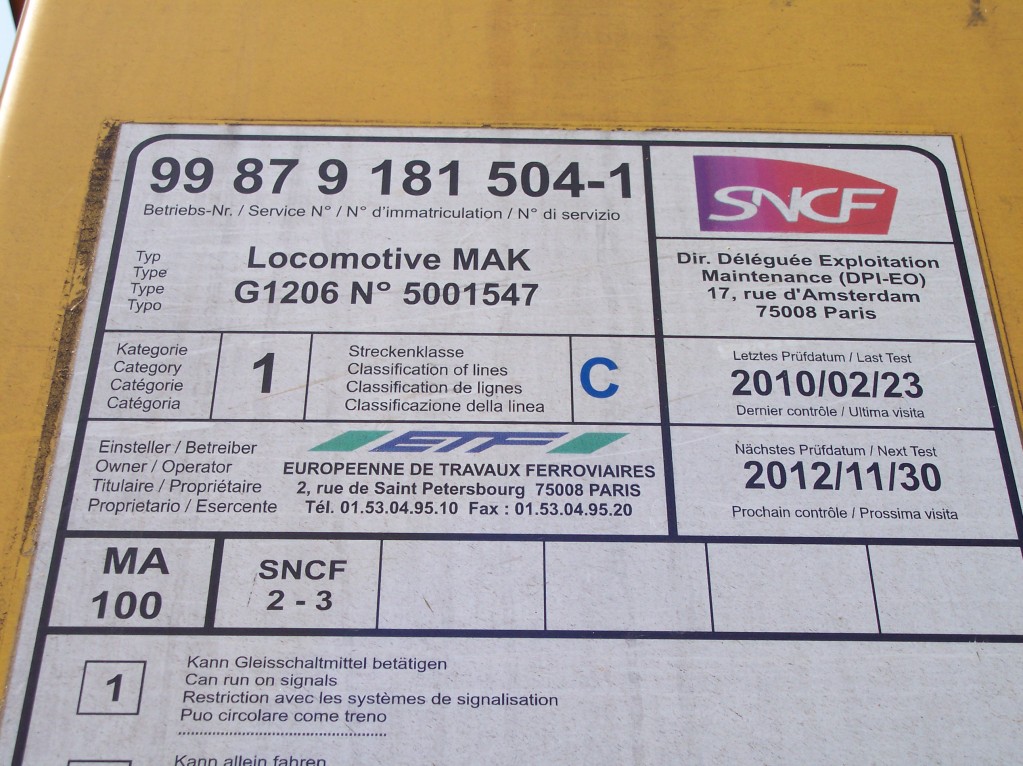 99 87 9 181 504-1
Betriebs-Nr. / Service N° / N° d'immatriculation / N° di servizio
Typ
Type
Type
Typo
Locomotive MAK
G1206 N° 5001547
SNCF
Dir. Déléguée Exploitation
Maintenance (DPI-EO)
17, rue d'Amsterdam
75008 Paris
Kategorie
Category
Catégorie
Catégoria
1
Streckenklasse
Classification of lines
Classification de lignes
Classificazione della linea
C
Letztes Prüfdatum / Last Test
2010/02/23
Dernier contrôle / Ultima visita
Einsteller / Betreiber
Owner / Operator
Titulaire / Propriétaire
Proprietario / Esercente
ETF
EUROPEENNE DE TRAVAUX FERROVIAIRES
2, rue de Saint Petersbourg 75008 PARIS
Tél. 01.53.04.95.10 Fax : 01.53.04.95.20
Nächstes Prüfdatum / Next Test
2012/11/30
Prochain contrôle / Prossima visita
MA
100
SNCF
2 - 3
1
Kann Gleisschaltmittel betätigen
Can run on signals
Restriction avec les systèmes de signalisation
Puo circolare come treno
Kann allein fahren